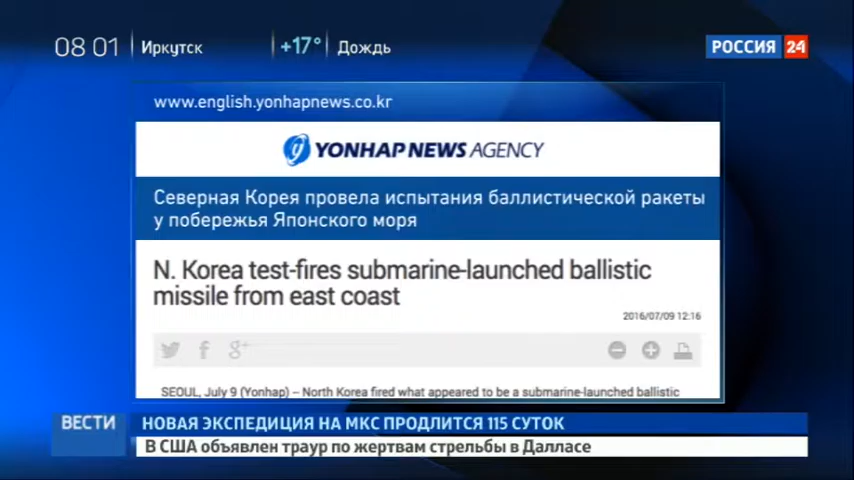 08 01 Иркутск +17° Дождь РОССИЯ 24
www.english.yonhapnews.co.kr
YONHAP NEWS AGENCY
Северная Корея провела испытания баллистической ракеты
у побережья Японского моря
N. Korea test-fires submarine-launched ballistic
missile from east coast
2016/07/09 12:16
SEOUL, July 9 (Yonhap) – North Korea fired what appeared to be a submarine-launched ballistic
ВЕСТИ НОВАЯ ЭКСПЕДИЦИЯ НА МКС ПРОДЛИТСЯ 115 СУТОК
В США объявлен траур по жертвам стрельбы в Далласе